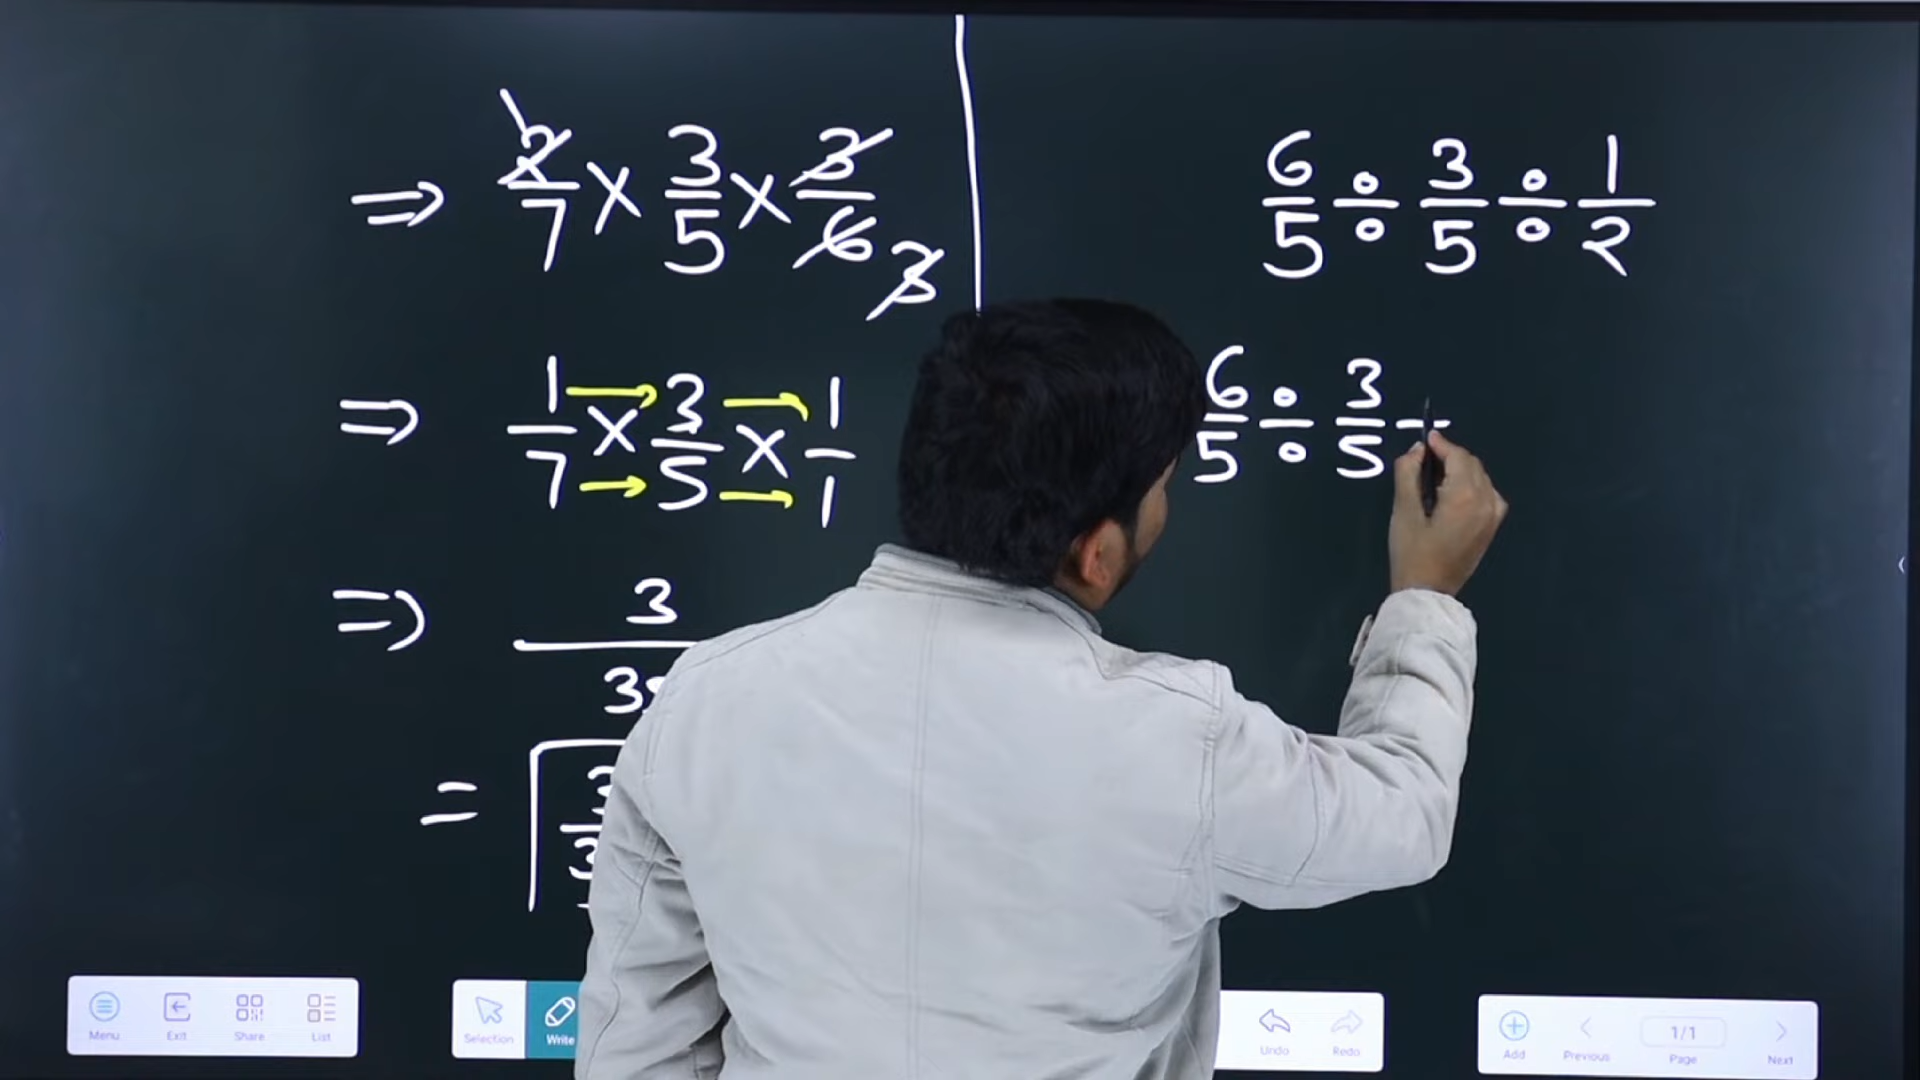 ⇒ 2/7 × 3/5 × 3/6 3
⇒ 1/7 × 3/5 × 1/1
⇒ 3
=
6/5 ÷ 3/5 ÷ 1/2
6/5 ÷ 3/5
Menu Exit Share List
Selection Write
Undo Redo
Add Previous 1/1 Page Next